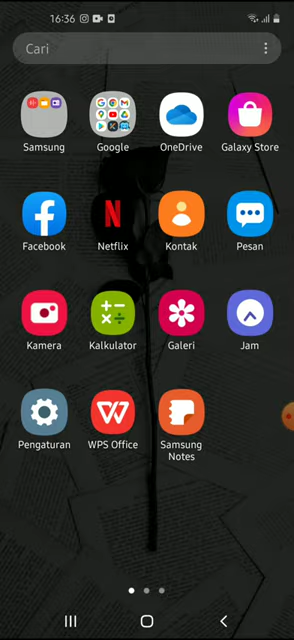 16:36
Cari
Samsung
Google
OneDrive
Galaxy Store
Facebook
Netflix
Kontak
Pesan
Kamera
Kalkulator
Galeri
Jam
Pengaturan
WPS Office
Samsung
Notes